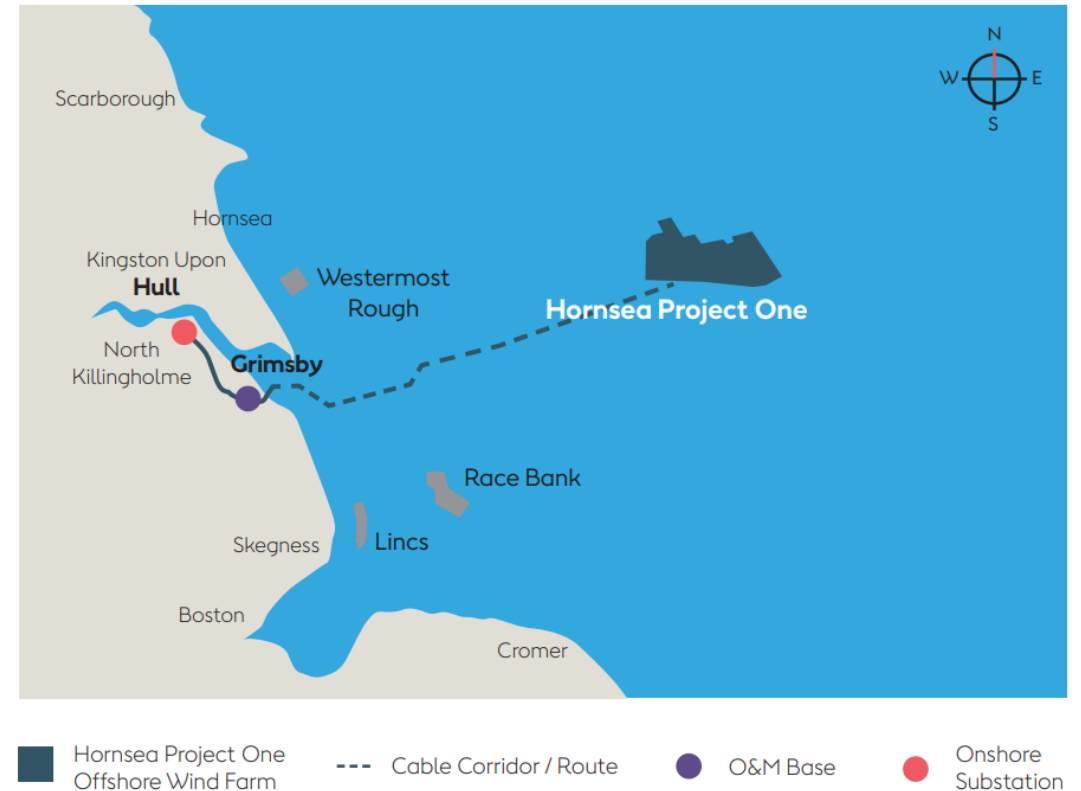 N
W
E
S
Scarborough
Hornsea
Kingston Upon
Hull
Westermost
Rough
Hornsea Project One
North
Killingholme
Grimsby
Race Bank
Skegness
Lincs
Boston
Cromer
Hornsea Project One
Offshore Wind Farm
Cable Corridor / Route
O&M Base
Onshore
Substation